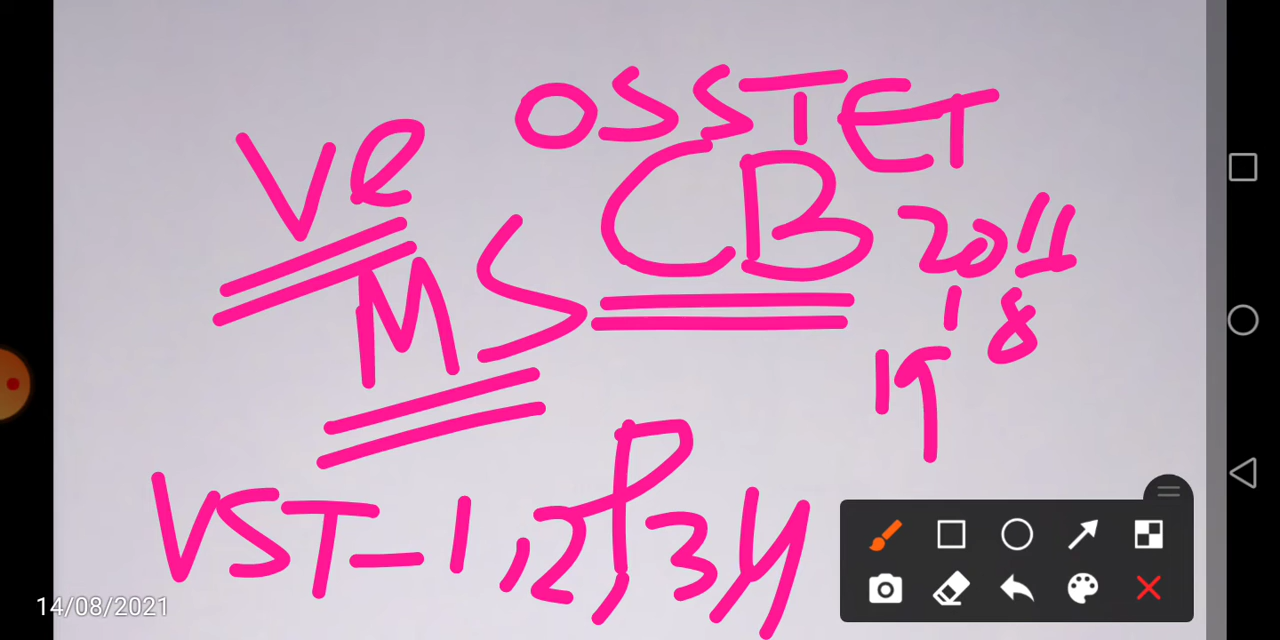 OSSTET
Ve
CB
2011
MS
18
19
P
VST-1,2,3,4
14/08/2021